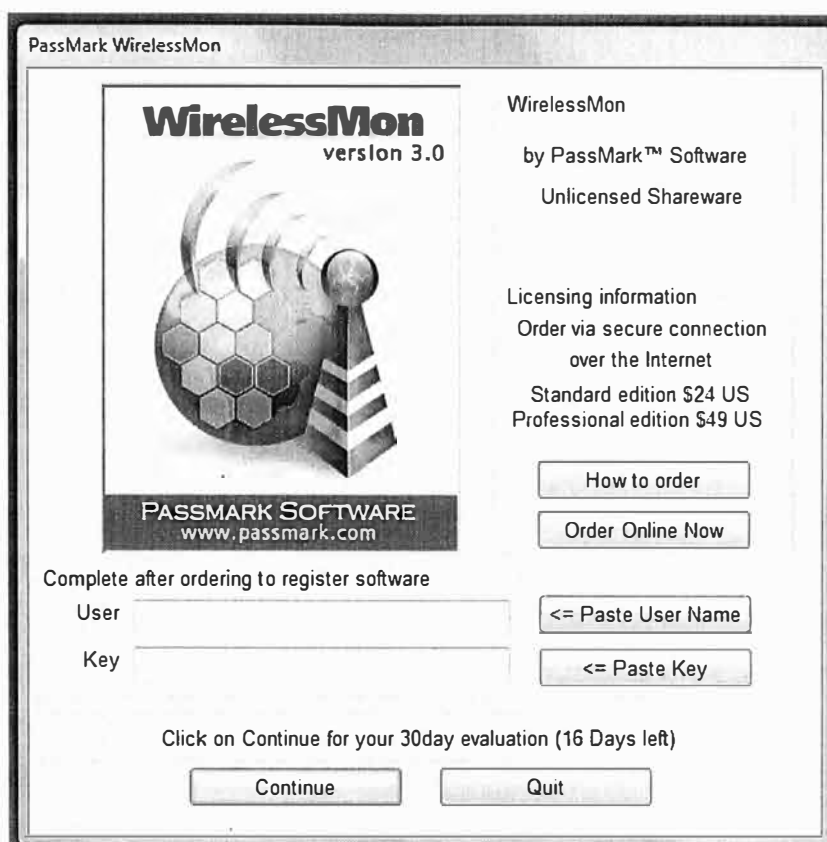 PassMark WirelessMon
WirelessMon
version 3.0
PASSMARK SOFTWARE
www.passmark.com
WirelessMon
by PassMark™ Software
Unlicensed Shareware
Licensing information
Order via secure connection
over the Internet
Standard edition $24 US
Professional edition $49 US
How to order
Order Online Now
Complete after ordering to register software
User
<= Paste User Name
Key
<= Paste Key
Click on Continue for your 30day evaluation (16 Days left)
Continue
Quit